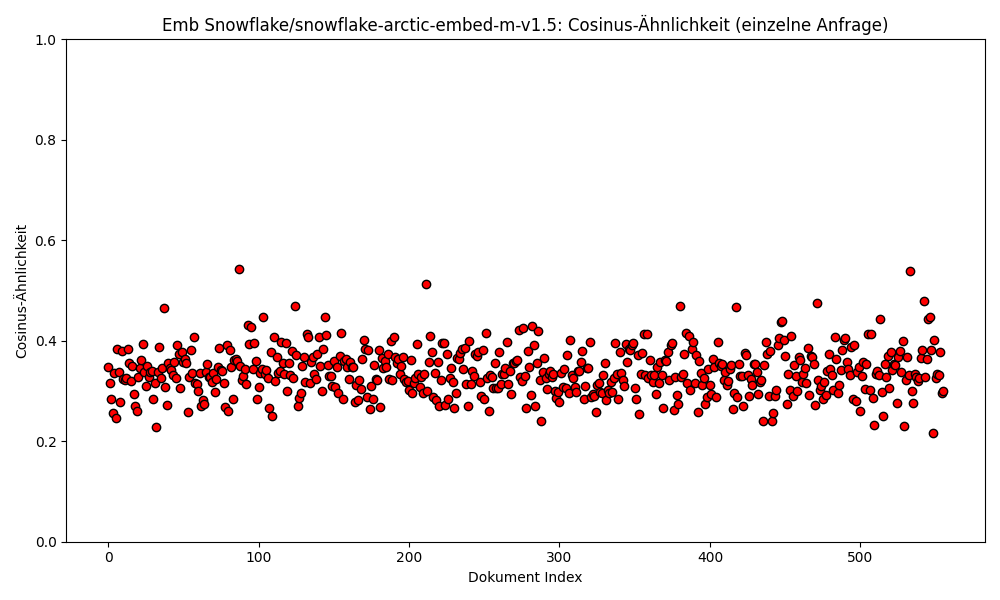 Emb Snowflake/snowflake-arctic-embed-m-v1.5: Cosinus-Ähnlichkeit (einzelne Anfrage)
1.0
0.8
0.6
0.4
0.2
0.0
Cosinus-Ähnlichkeit
0 100 200 300 400 500
Dokument Index